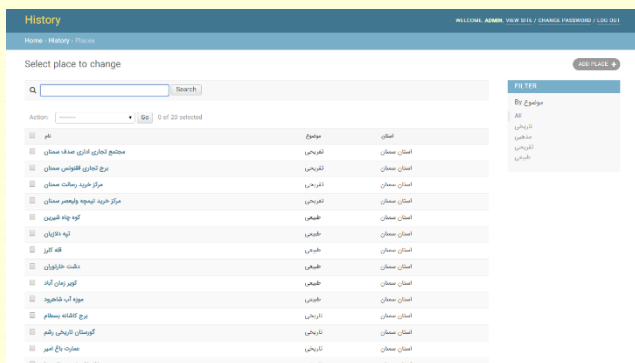 History
WELCOME, ADMIN. VIEW SITE / CHANGE PASSWORD / LOG OUT
Home › History › Places
Select place to change
ADD PLACE +
Search
Action: --------- Go 0 of 20 selected
نام موضوع استان
مجتمع تجاری اداری صدف سمنان تفریحی استان سمنان
برج تجاری ققنوس سمنان تفریحی استان سمنان
مرکز خرید رسالت سمنان تفریحی استان سمنان
مرکز خرید تیمچه ولیعصر سمنان تفریحی استان سمنان
کوه چاه شیرین طبیعی استان سمنان
تپه دلازیان طبیعی استان سمنان
قله کلرز طبیعی استان سمنان
دشت خارتوران طبیعی استان سمنان
کویر زمان آباد طبیعی استان سمنان
موزه آب شاهرود طبیعی استان سمنان
برج کاشانه بسطام تاریخی استان سمنان
گورستان تاریخی رشم تاریخی استان سمنان
عمارت باغ امیر تاریخی استان سمنان
FILTER
By موضوع
All
تاریخی
مذهبی
تفریحی
طبیعی